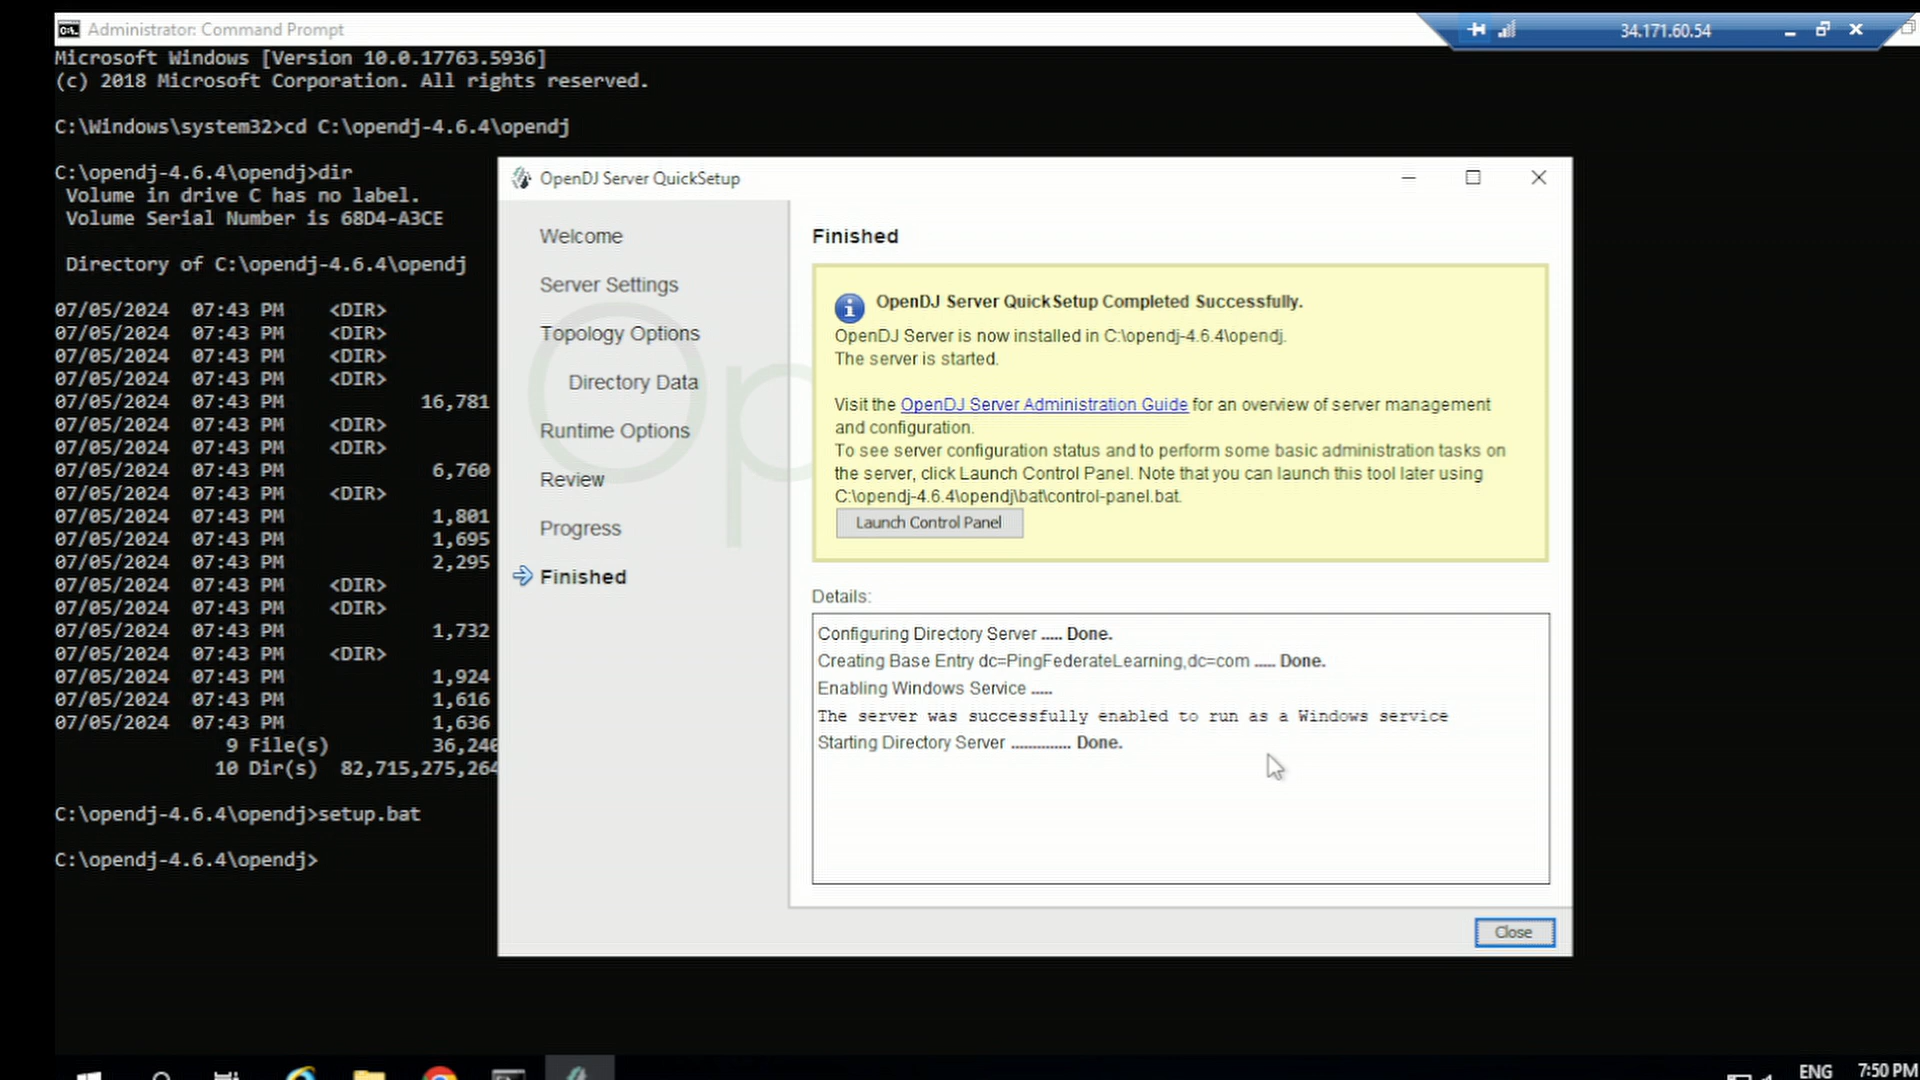 Administrator: Command Prompt
34.171.60.54
Microsoft Windows [Version 10.0.17763.5936]
(c) 2018 Microsoft Corporation. All rights reserved.
C:\Windows\system32>cd C:\opendj-4.6.4\opendj
C:\opendj-4.6.4\opendj>dir
Volume in drive C has no label.
Volume Serial Number is 68D4-A3CE
Directory of C:\opendj-4.6.4\opendj
07/05/2024 07:43 PM <DIR>
07/05/2024 07:43 PM <DIR>
07/05/2024 07:43 PM <DIR>
07/05/2024 07:43 PM <DIR>
07/05/2024 07:43 PM 16,781
07/05/2024 07:43 PM <DIR>
07/05/2024 07:43 PM <DIR>
07/05/2024 07:43 PM 6,760
07/05/2024 07:43 PM <DIR>
07/05/2024 07:43 PM 1,801
07/05/2024 07:43 PM 1,695
07/05/2024 07:43 PM 2,295
07/05/2024 07:43 PM <DIR>
07/05/2024 07:43 PM <DIR>
07/05/2024 07:43 PM 1,732
07/05/2024 07:43 PM <DIR>
07/05/2024 07:43 PM 1,924
07/05/2024 07:43 PM 1,616
07/05/2024 07:43 PM 1,636
9 File(s) 36,240
10 Dir(s) 82,715,275,264
C:\opendj-4.6.4\opendj>setup.bat
C:\opendj-4.6.4\opendj>
OpenDJ Server QuickSetup
Welcome
Server Settings
Topology Options
Directory Data
Runtime Options
Review
Progress
Finished
Op
Finished
OpenDJ Server QuickSetup Completed Successfully.
OpenDJ Server is now installed in C:\opendj-4.6.4\opendj.
The server is started.
Visit the OpenDJ Server Administration Guide for an overview of server management
and configuration.
To see server configuration status and to perform some basic administration tasks on
the server, click Launch Control Panel. Note that you can launch this tool later using
C:\opendj-4.6.4\opendj\bat\control-panel.bat.
Launch Control Panel
Details:
Configuring Directory Server ..... Done.
Creating Base Entry dc=PingFederateLearning,dc=com ..... Done.
Enabling Windows Service .....
The server was successfully enabled to run as a Windows service
Starting Directory Server .............. Done.
Close
ENG
7:50 PM